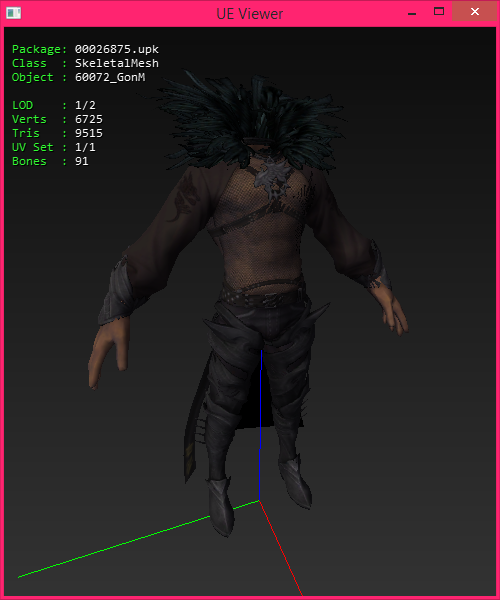 UE Viewer
Package: 00026875.upk
Class : SkeletalMesh
Object : 60072_GonM
LOD : 1/2
Verts : 6725
Tris : 9515
UV Set : 1/1
Bones : 91